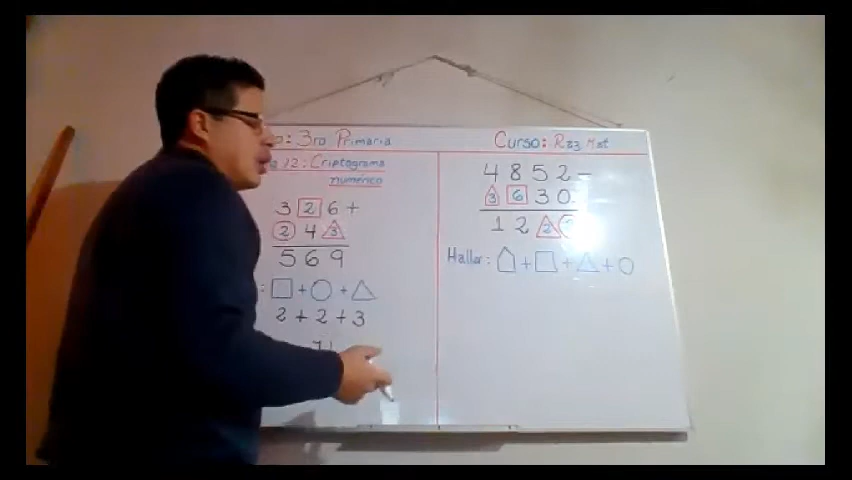 3ro Primaria
Curso: Raz Mat
12: Criptograma
numérico
3 2 6 +
2 4 3
5 6 9
□ + ○ + △
2 + 2 + 3
4 8 5 2 -
3 6 3 0
1 2 2
Hallar: ⌂ + □ + △ + ○